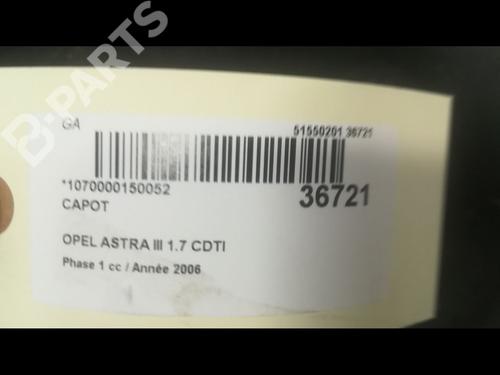 B-PARTS
GA
51550201 36721
*1070000150052
36721
CAPOT
OPEL ASTRA III 1.7 CDTI
Phase 1 cc / Année 2006